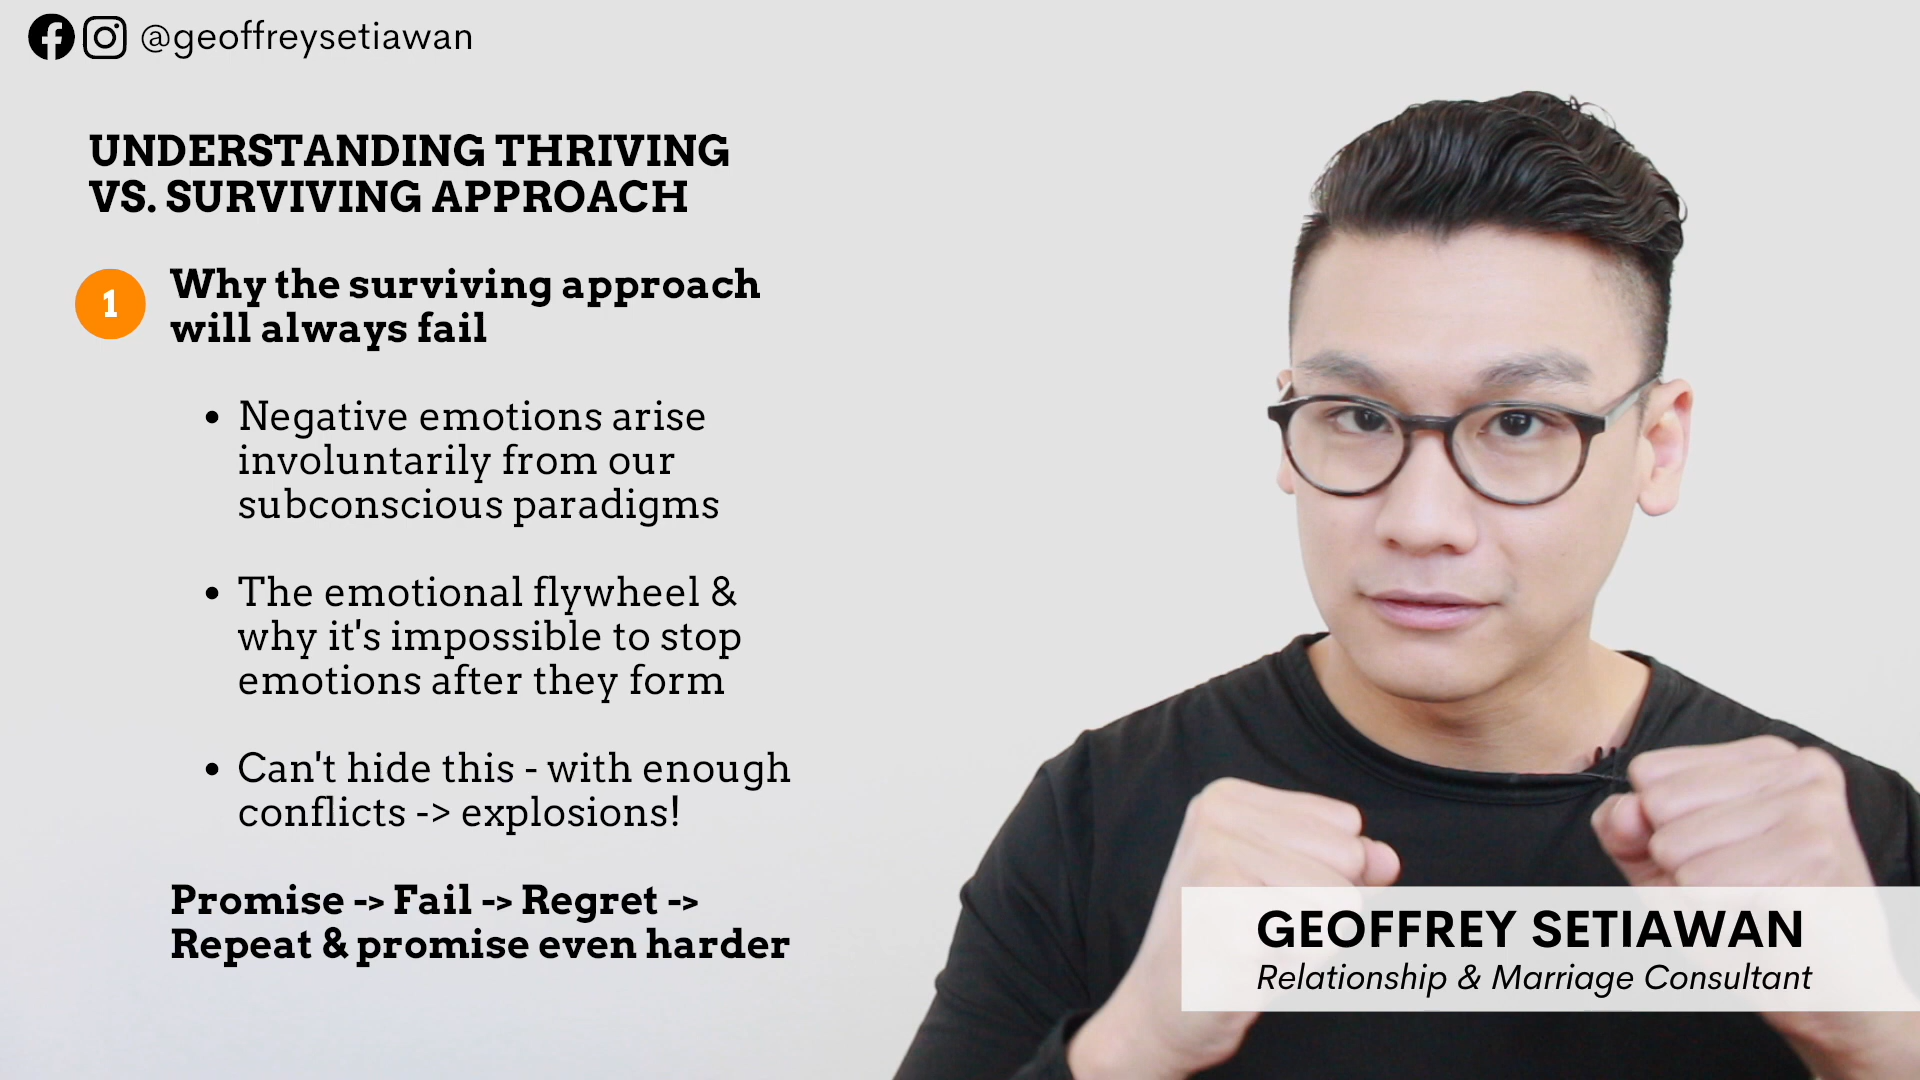 @geoffreysetiawan
UNDERSTANDING THRIVING
VS. SURVIVING APPROACH
1
Why the surviving approach
will always fail
• Negative emotions arise
involuntarily from our
subconscious paradigms
• The emotional flywheel &
why it's impossible to stop
emotions after they form
• Can't hide this - with enough
conflicts -> explosions!
Promise -> Fail -> Regret ->
Repeat & promise even harder
GEOFFREY SETIAWAN
Relationship & Marriage Consultant